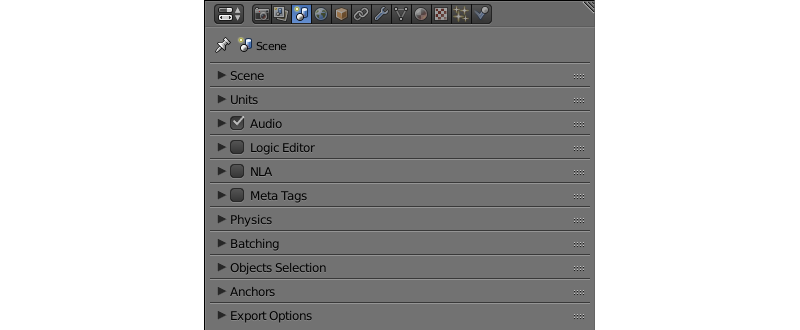 Scene
Scene
Units
Audio
Logic Editor
NLA
Meta Tags
Physics
Batching
Objects Selection
Anchors
Export Options